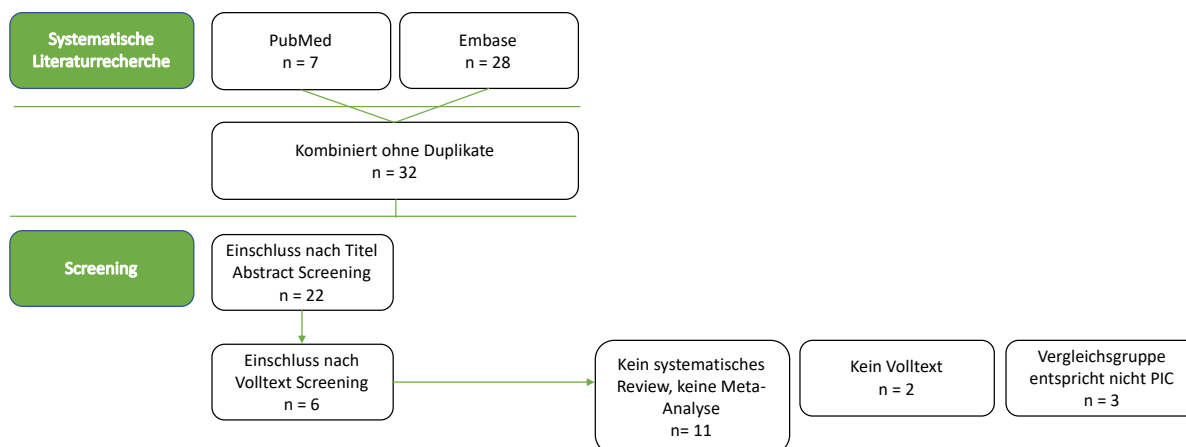 Systematische
Literaturrecherche
PubMed
n = 7
Embase
n = 28
Kombiniert ohne Duplikate
n = 32
Screening
Einschluss nach Titel
Abstract Screening
n = 22
Einschluss nach
Volltext Screening
n = 6
Kein systematisches
Review, keine Meta-
Analyse
n= 11
Kein Volltext
n = 2
Vergleichsgruppe
entspricht nicht PIC
n = 3